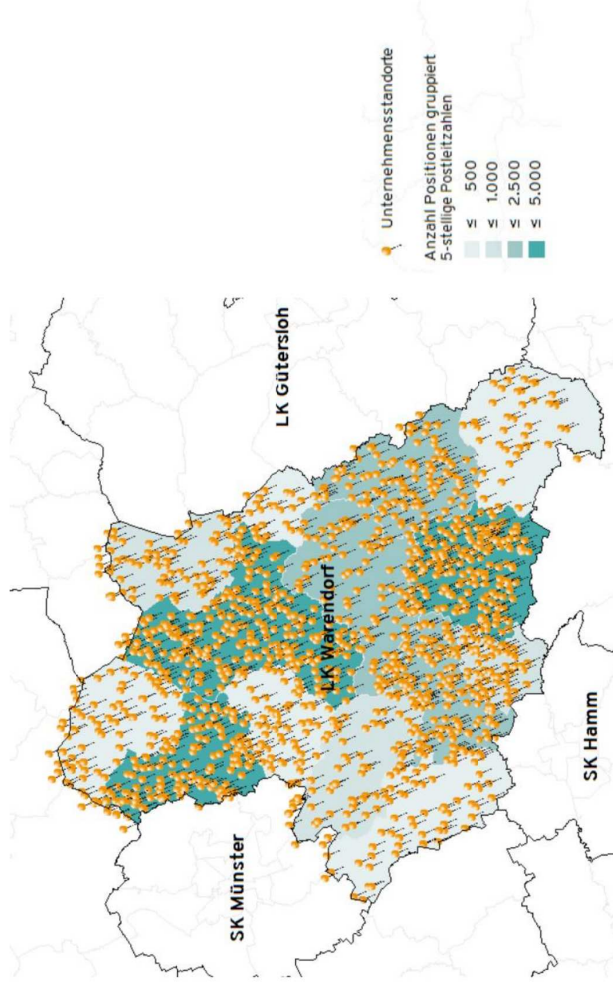 LK Gütersloh
LK Warendorf
SK Münster
SK Hamm
Unternehmensstandorte
Anzahl Positionen gruppiert
5-stellige Postleitzahlen
≤ 500
≤ 1.000
≤ 2.500
≤ 5.000